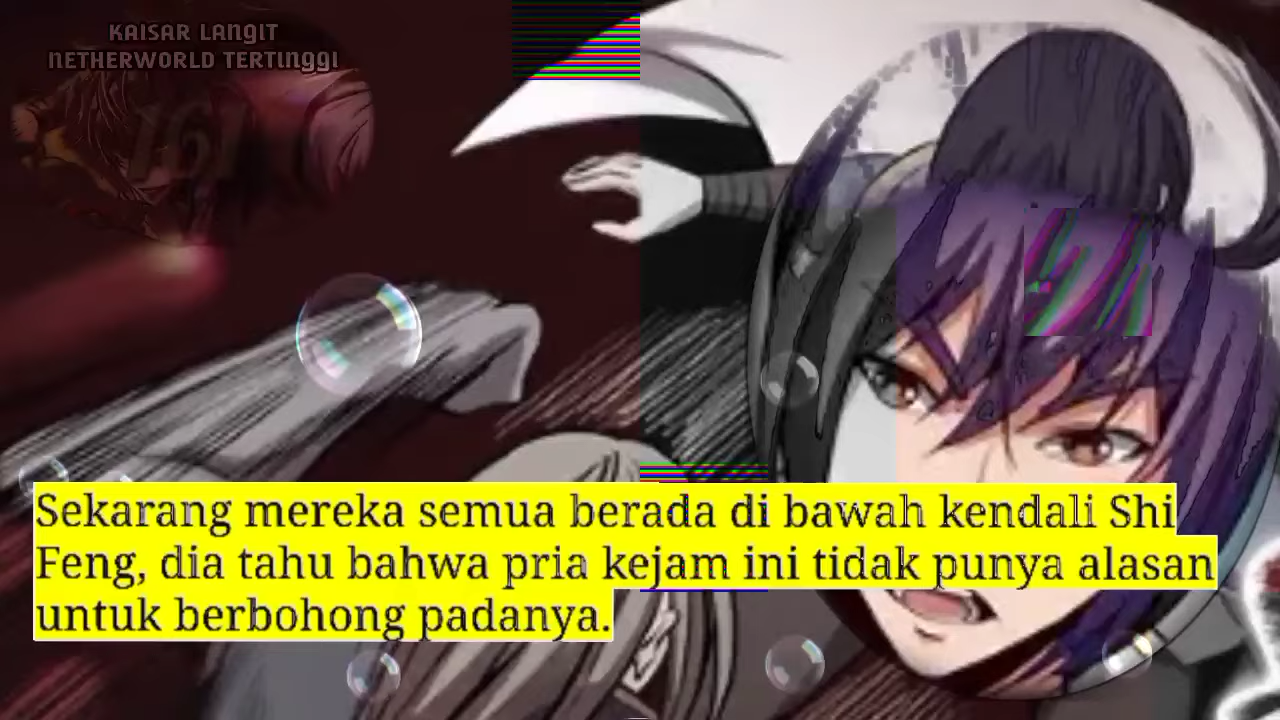 KAISAR LANGIT
NETHERWORLD TERTINGGI
161
Sekarang mereka semua berada di bawah kendali Shi
Feng, dia tahu bahwa pria kejam ini tidak punya alasan
untuk berbohong padanya.